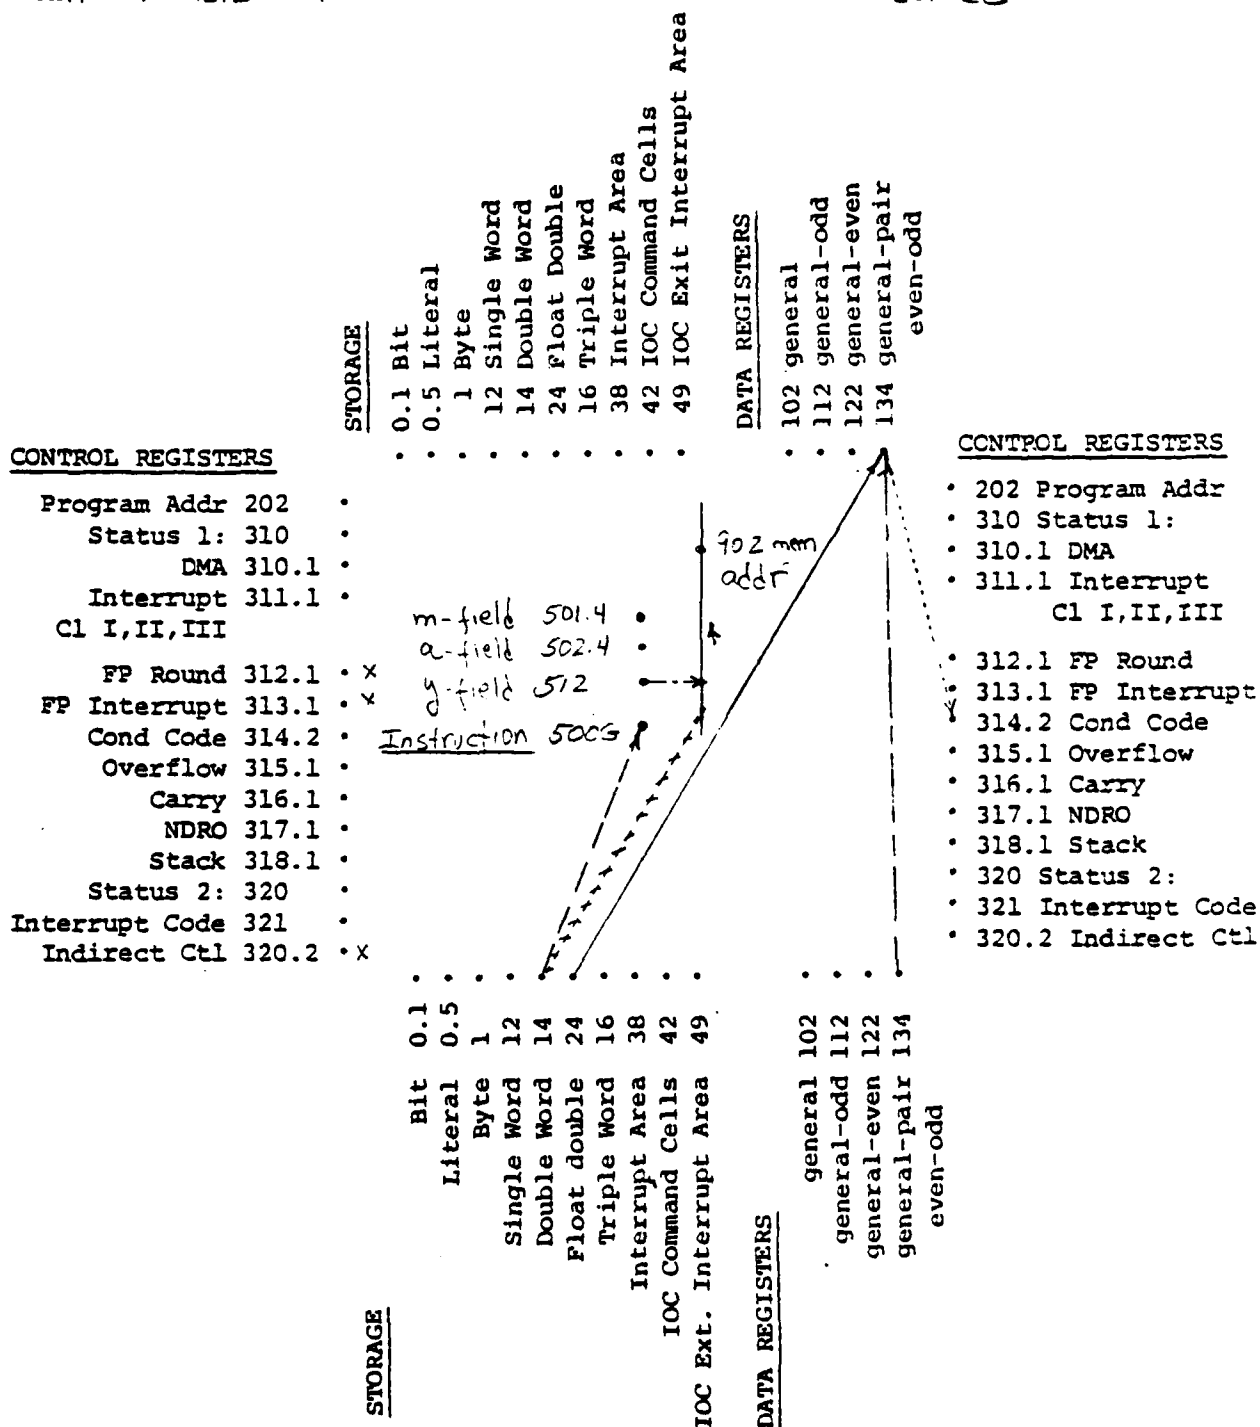 STORAGE
0.1 Bit
0.5 Literal
1 Byte
12 Single Word
14 Double Word
24 Float Double
16 Triple Word
38 Interrupt Area
42 IOC Command Cells
49 IOC Exit Interrupt Area
DATA REGISTERS
102 general
112 general-odd
122 general-even
134 general-pair
even-odd
CONTROL REGISTERS
Program Addr 202
Status 1: 310
DMA 310.1
Interrupt 311.1
Cl I,II,III
FP Round 312.1 x
FP Interrupt 313.1 x
Cond Code 314.2
Overflow 315.1
Carry 316.1
NDRO 317.1
Stack 318.1
Status 2: 320
Interrupt Code 321
Indirect Ctl 320.2 x
902 mem
addr
m-field 501.4
a-field 502.4
y-field 512
Instruction
CONTROL REGISTERS
202 Program Addr
310 Status 1:
310.1 DMA
311.1 Interrupt
Cl I,II,III
312.1 FP Round
313.1 FP Interrupt
314.2 Cond Code
315.1 Overflow
316.1 Carry
317.1 NDRO
318.1 Stack
320 Status 2:
321 Interrupt Code
320.2 Indirect Ctl
STORAGE
Bit 0.1
Literal 0.5
Byte 1
Single Word 12
Double Word 14
Float double 24
Triple Word 16
Interrupt Area 38
IOC Command Cells 42
IOC Ext. Interrupt Area 49
DATA REGISTERS
general 102
general-odd 112
general-even 122
general-pair 134
even-odd